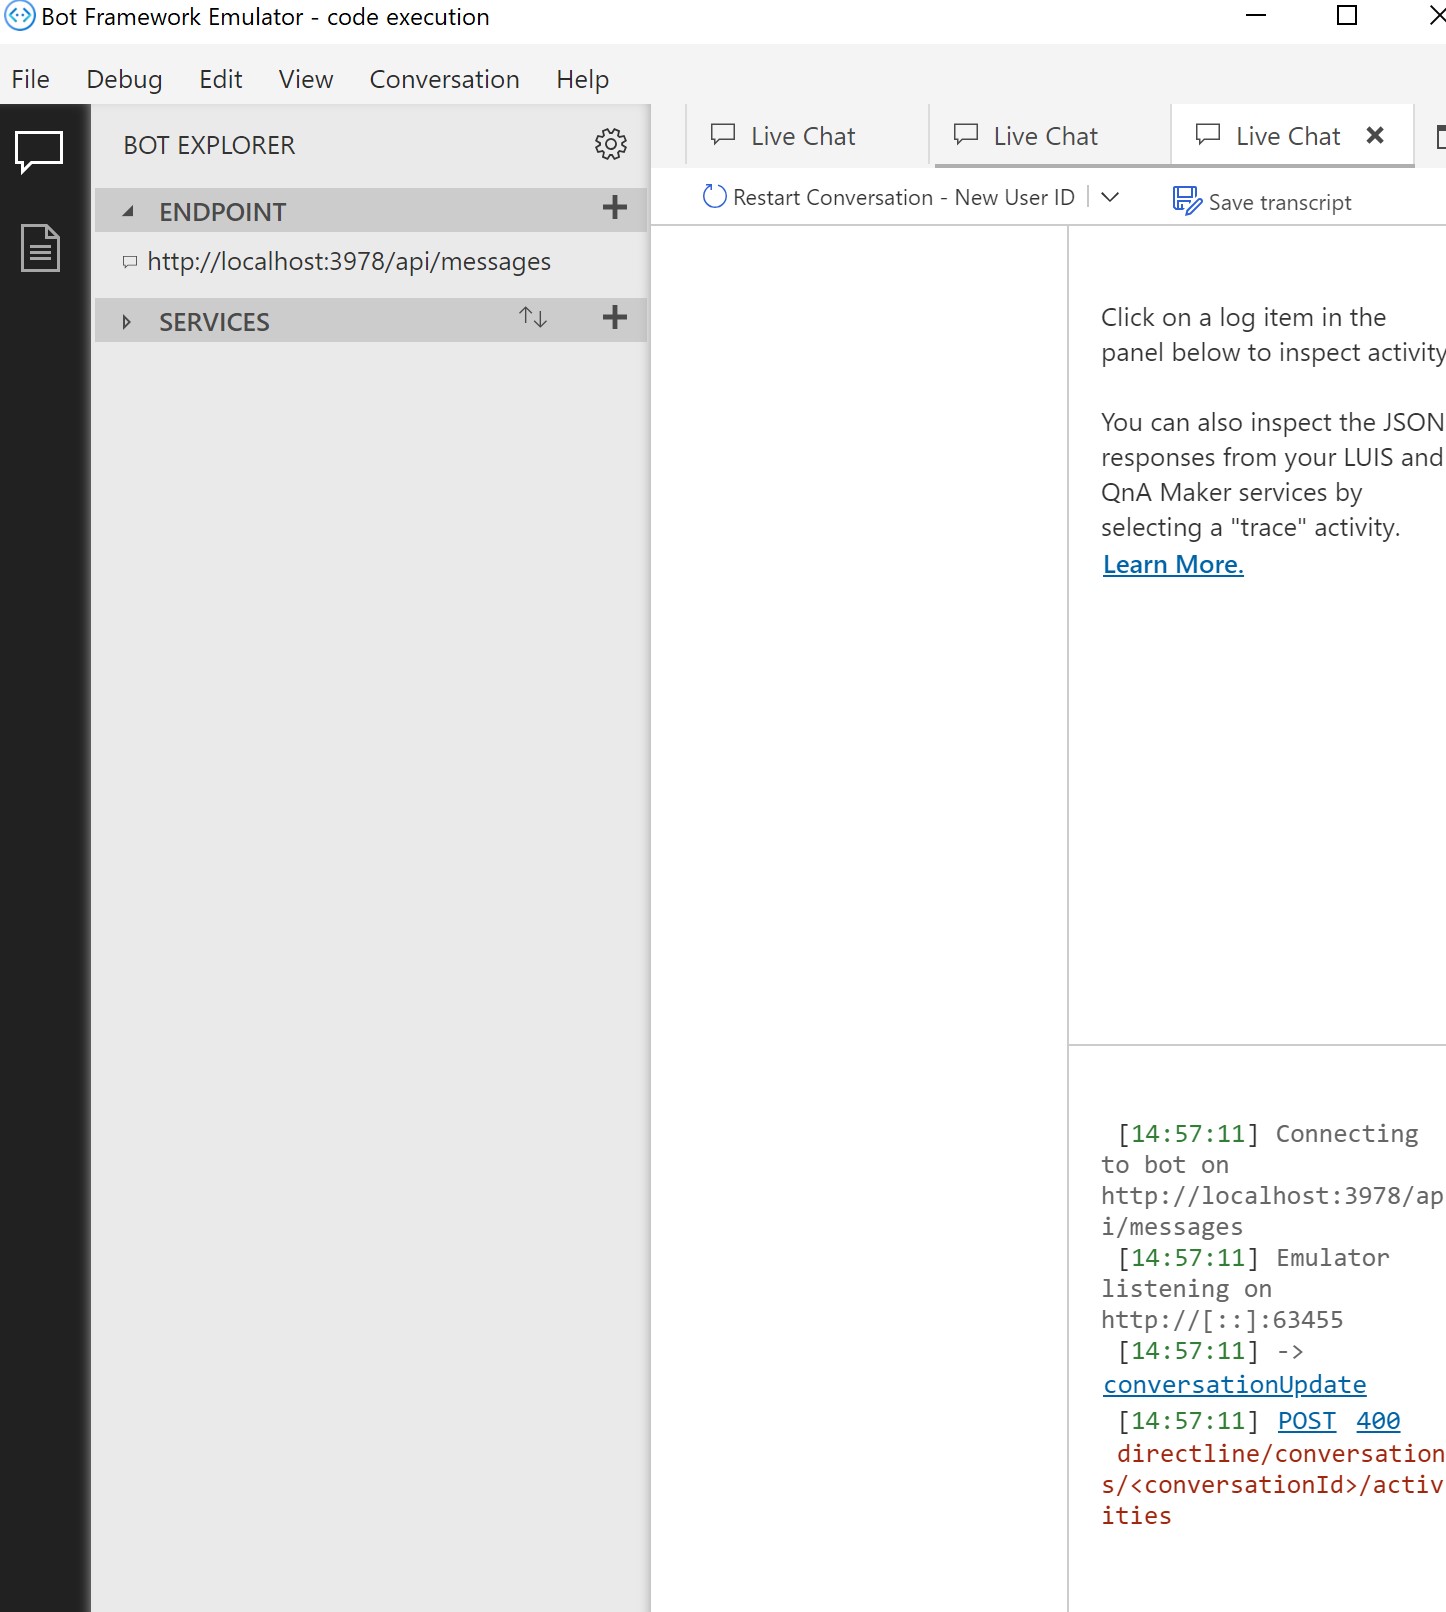 Bot Framework Emulator - code execution
File Debug Edit View Conversation Help
BOT EXPLORER
ENDPOINT
http://localhost:3978/api/messages
SERVICES
Live Chat Live Chat Live Chat
Restart Conversation - New User ID Save transcript
Click on a log item in the
panel below to inspect activity
You can also inspect the JSON
responses from your LUIS and
QnA Maker services by
selecting a "trace" activity.
Learn More.
[14:57:11] Connecting
to bot on
http://localhost:3978/ap
i/messages
[14:57:11] Emulator
listening on
http://[::]:63455
[14:57:11] ->
conversationUpdate
[14:57:11] POST 400
directline/conversation
s/<conversationId>/activ
ities